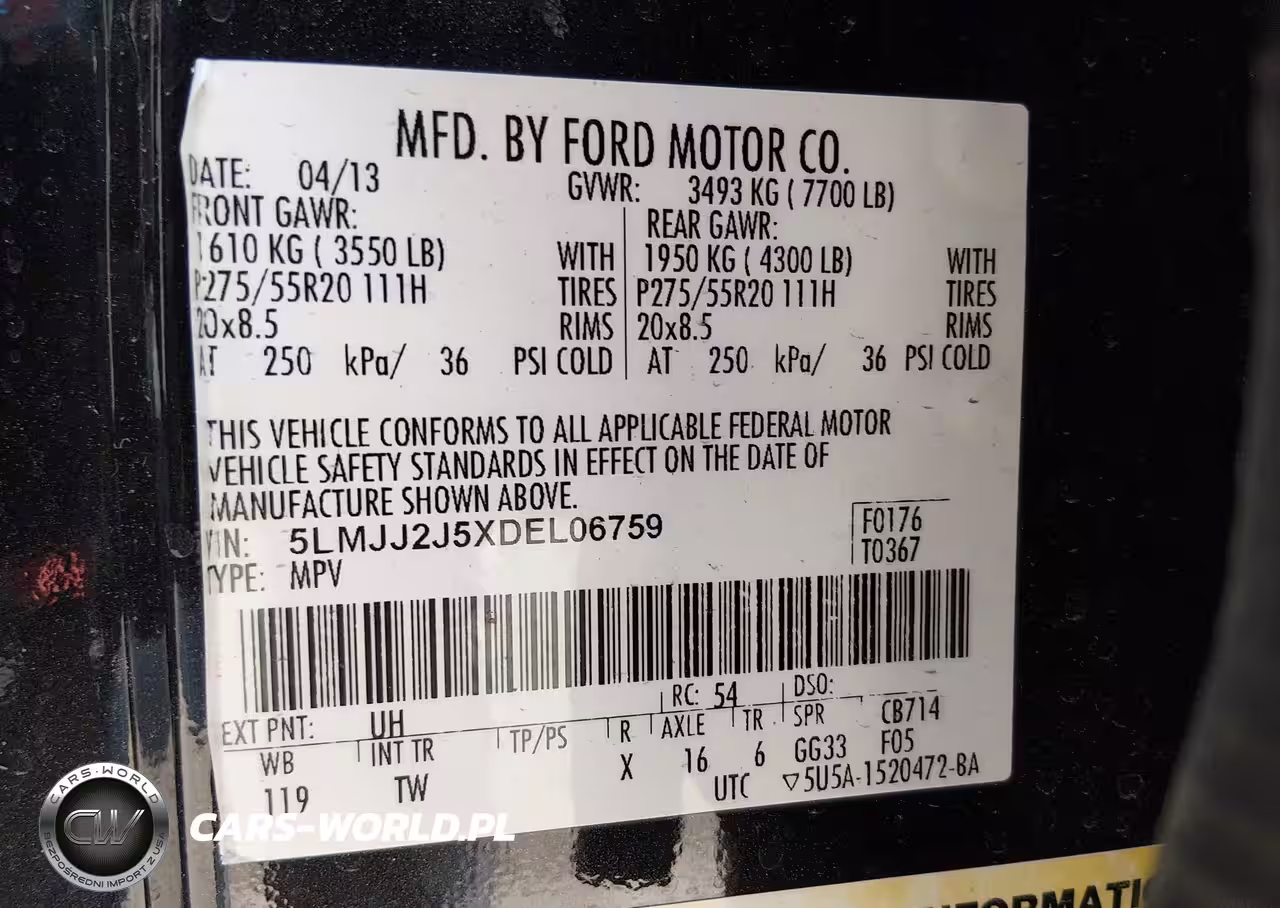 MFD. BY FORD MOTOR CO.
DATE: 04/13 GVWR: 3493 KG ( 7700 LB)
FRONT GAWR: REAR GAWR:
1610 KG ( 3550 LB) WITH 1950 KG ( 4300 LB) WITH
P275/55R20 111H TIRES P275/55R20 111H TIRES
20x8.5 RIMS 20x8.5 RIMS
AT 250 kPa/ 36 PSI COLD AT 250 kPa/ 36 PSI COLD
THIS VEHICLE CONFORMS TO ALL APPLICABLE FEDERAL MOTOR
VEHICLE SAFETY STANDARDS IN EFFECT ON THE DATE OF
MANUFACTURE SHOWN ABOVE.
VIN: 5LMJJ2J5XDEL06759 F0176
TYPE: MPV T0367
EXT PNT: UH RC: 54 DSO:
WB INT TR TP/PS R AXLE TR SPR CB714
119 TW X 16 6 GG33 F05
UTC ▽5U5A-1520472-BA
CARS-WORLD
CW
BEZPOŚREDNI IMPORT Z USA
CARS-WORLD.PL